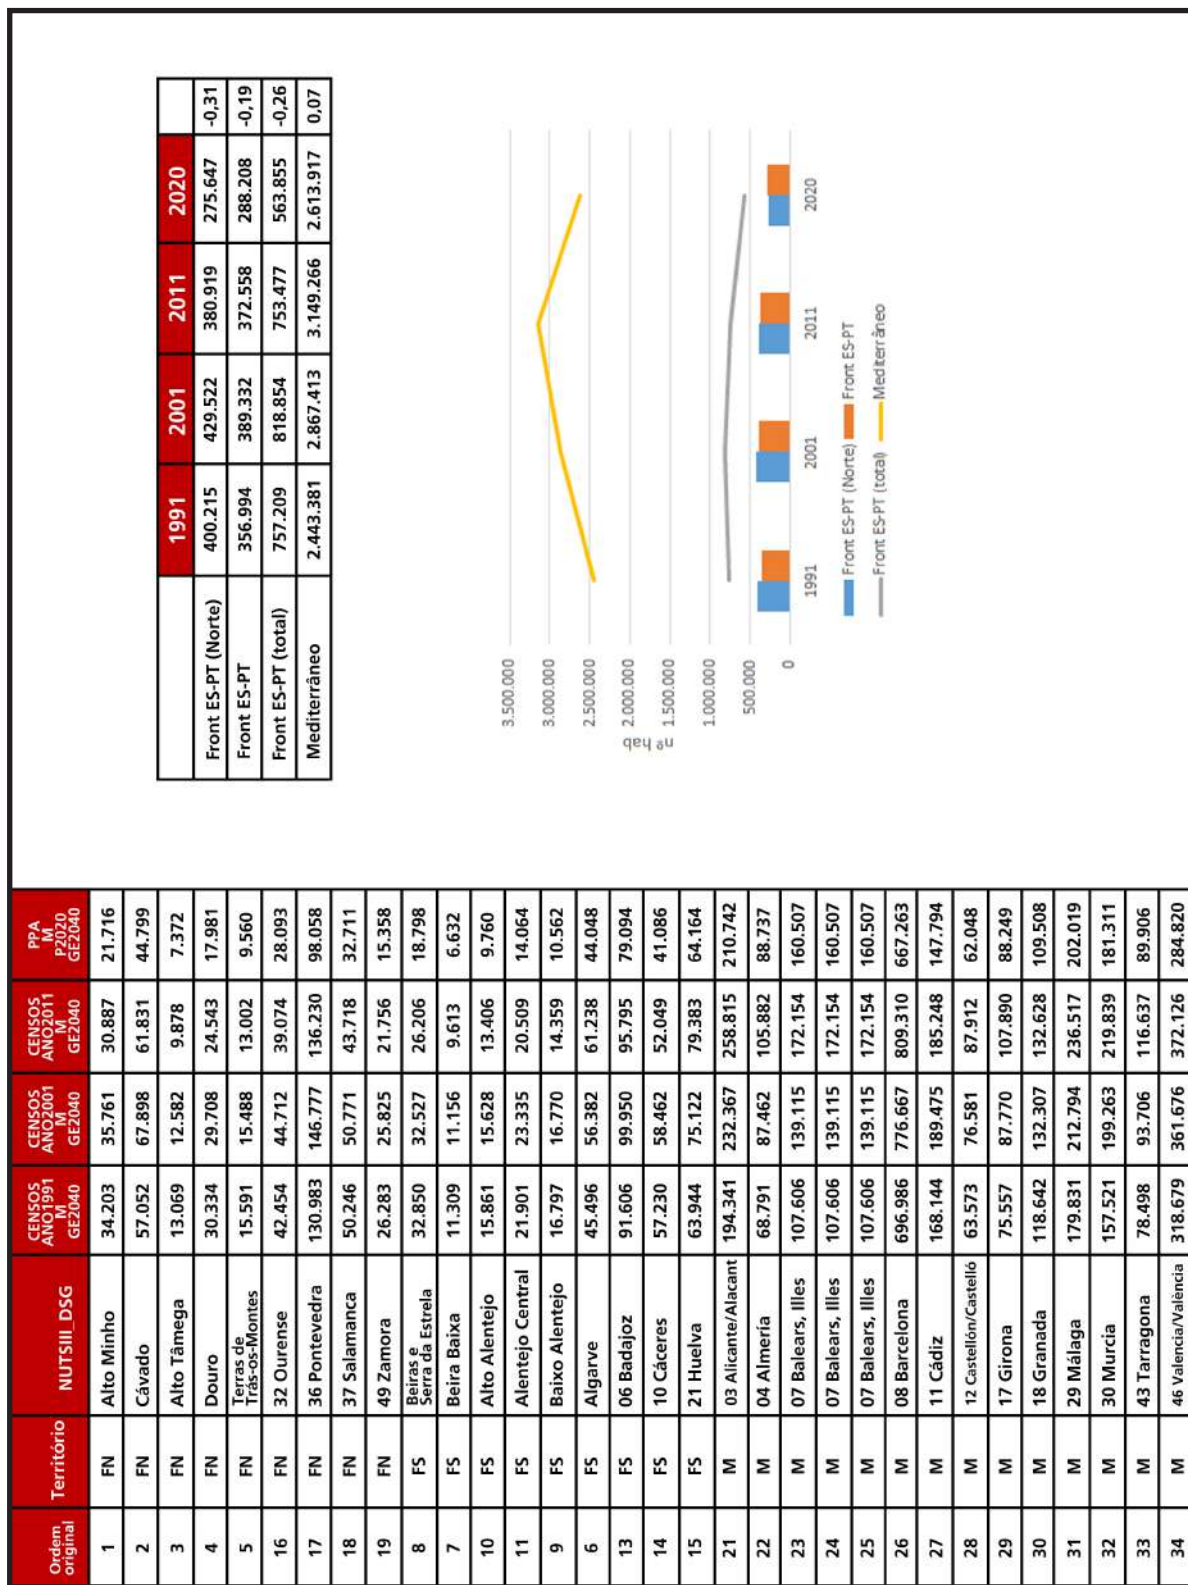 Ordem original | Território | NUTSIII_DSG | CENSOS ANO1991 M GE2040 | CENSOS ANO2001 M GE2040 | CENSOS ANO2011 M GE2040 | PPA M P2020 GE2040
1 | FN | Alto Minho | 34.203 | 35.761 | 30.887 | 21.716
2 | FN | Cávado | 57.052 | 67.898 | 61.831 | 44.799
3 | FN | Alto Tâmega | 13.069 | 12.582 | 9.878 | 7.372
4 | FN | Douro | 30.334 | 29.708 | 24.543 | 17.981
5 | FN | Terras de Trás-os-Montes | 15.591 | 15.488 | 13.002 | 9.560
16 | FN | 32 Ourense | 42.454 | 44.712 | 39.074 | 28.093
17 | FN | 36 Pontevedra | 130.983 | 146.777 | 136.230 | 98.058
18 | FN | 37 Salamanca | 50.246 | 50.771 | 43.718 | 32.711
19 | FN | 49 Zamora | 26.283 | 25.825 | 21.756 | 15.358
8 | FS | Beiras e Serra da Estrela | 32.850 | 32.527 | 26.206 | 18.798
7 | FS | Beira Baixa | 11.309 | 11.156 | 9.613 | 6.632
10 | FS | Alto Alentejo | 15.861 | 15.628 | 13.406 | 9.760
11 | FS | Alentejo Central | 21.901 | 23.335 | 20.509 | 14.064
9 | FS | Baixo Alentejo | 16.797 | 16.770 | 14.359 | 10.562
6 | FS | Algarve | 45.496 | 56.382 | 61.238 | 44.048
13 | FS | 06 Badajoz | 91.606 | 99.950 | 95.795 | 79.094
14 | FS | 10 Cáceres | 57.230 | 58.462 | 52.049 | 41.086
15 | FS | 21 Huelva | 63.944 | 75.122 | 79.383 | 64.164
21 | M | 03 Alicante/Alacant | 194.341 | 232.367 | 258.815 | 210.742
22 | M | 04 Almería | 68.791 | 87.462 | 105.882 | 88.737
23 | M | 07 Balears, Illes | 107.606 | 139.115 | 172.154 | 160.507
24 | M | 07 Balears, Illes | 107.606 | 139.115 | 172.154 | 160.507
25 | M | 07 Balears, Illes | 107.606 | 139.115 | 172.154 | 160.507
26 | M | 08 Barcelona | 696.986 | 776.667 | 809.310 | 667.263
27 | M | 11 Cádiz | 168.144 | 189.475 | 185.248 | 147.794
28 | M | 12 Castellón/Castelló | 63.573 | 76.581 | 87.912 | 62.048
29 | M | 17 Girona | 75.557 | 87.770 | 107.890 | 88.249
30 | M | 18 Granada | 118.642 | 132.307 | 132.628 | 109.508
31 | M | 29 Málaga | 179.831 | 212.794 | 236.517 | 202.019
32 | M | 30 Murcia | 157.521 | 199.263 | 219.839 | 181.311
33 | M | 43 Tarragona | 78.498 | 93.706 | 116.637 | 89.906
34 | M | 46 Valencia/València | 318.679 | 361.676 | 372.126 | 284.820
1991 | 2001 | 2011 | 2020
Front ES-PT (Norte) | 400.215 | 429.522 | 380.919 | 275.647 | -0,31
Front ES-PT | 356.994 | 389.332 | 372.558 | 288.208 | -0,19
Front ES-PT (total) | 757.209 | 818.854 | 753.477 | 563.855 | -0,26
Mediterrâneo | 2.443.381 | 2.867.413 | 3.149.266 | 2.613.917 | 0,07
nº hab
3.500.000
3.000.000
2.500.000
2.000.000
1.500.000
1.000.000
500.000
0
1991 2001 2011 2020
Front ES-PT (Norte) Front ES-PT
Front ES-PT (total) Mediterrâneo